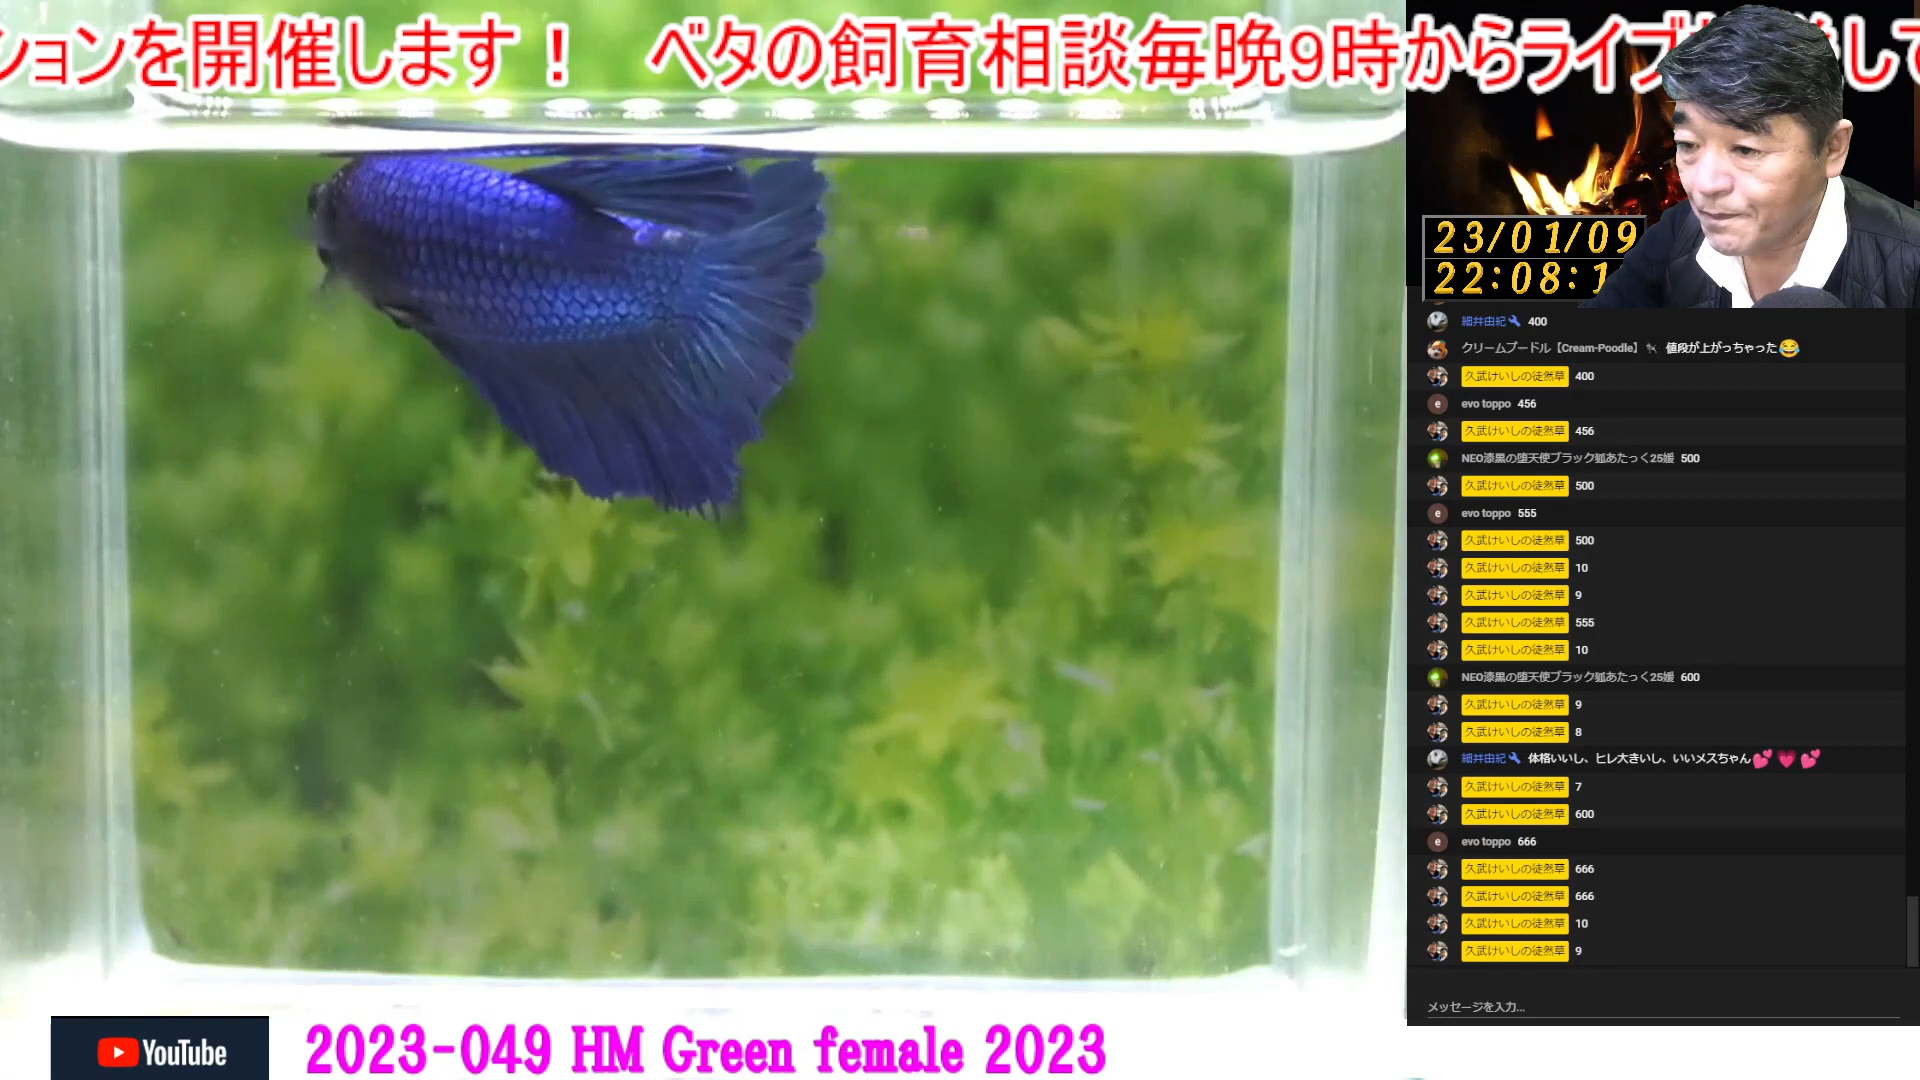 ションを開催します！　ベタの飼育相談毎晩9時からライブ
23/01/09
22:08:1
細井由紀 400
クリームプードル【Cream-Poodle】 値段が上がっちゃった😂
久武けいしの徒然草 400
evo toppo 456
久武けいしの徒然草 456
NEO漆黒の堕天使ブラック狐あたっく25媛 500
久武けいしの徒然草 500
e evo toppo 555
久武けいしの徒然草 500
久武けいしの徒然草 10
久武けいしの徒然草 9
久武けいしの徒然草 555
久武けいしの徒然草 10
NEO漆黒の堕天使ブラック狐あたっく25媛 600
久武けいしの徒然草 9
久武けいしの徒然草 8
細井由紀 体格いいし、ヒレ大きいし、いいメスちゃん💕💗💕
久武けいしの徒然草 7
久武けいしの徒然草 600
e evo toppo 666
久武けいしの徒然草 666
久武けいしの徒然草 666
久武けいしの徒然草 10
久武けいしの徒然草 9
メッセージを入力...
YouTube
2023-049 HM Green female 2023